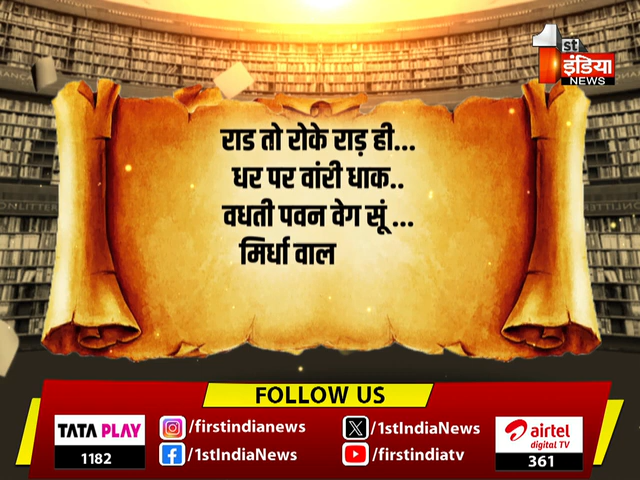 1st
इंडिया
NEWS
राड तो रोके राड़ ही...
धर पर वांरी धाक..
वधती पवन वेग सूं ...
मिर्धा वाल
FOLLOW US
TATA PLAY
1182
/firstindianews
/1stIndiaNews
/1stIndiaNews
/firstindiatv
airtel
digital TV
361